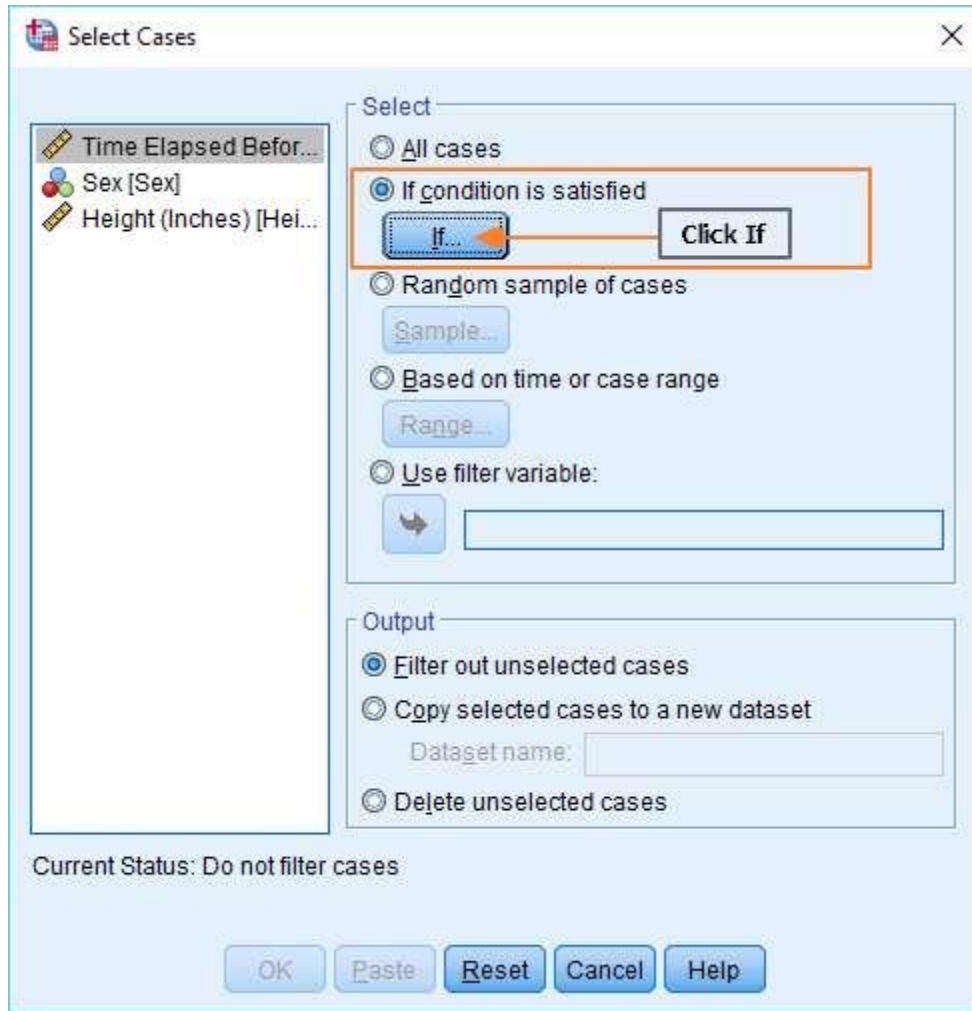 Select Cases
Time Elapsed Befor...
Sex [Sex]
Height (Inches) [Hei...
Select
All cases
If condition is satisfied
If...
Click If
Random sample of cases
Sample...
Based on time or case range
Range...
Use filter variable:
Output
Filter out unselected cases
Copy selected cases to a new dataset
Dataset name:
Delete unselected cases
Current Status: Do not filter cases
OK Paste Reset Cancel Help